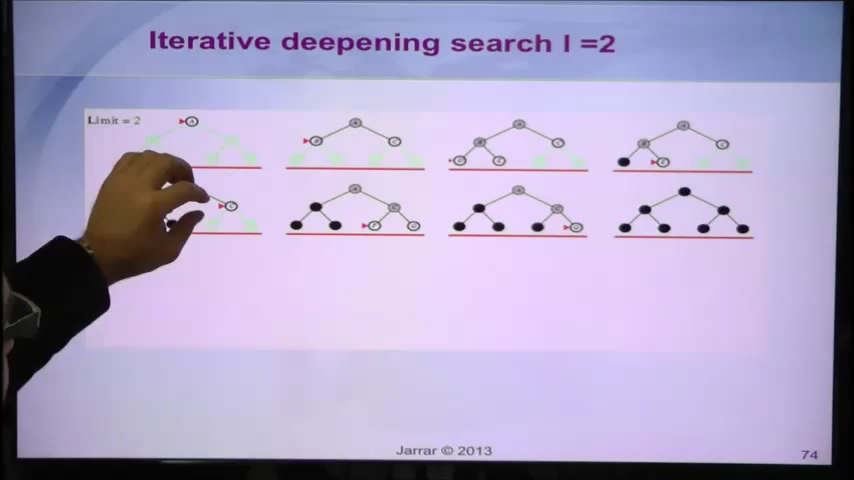 Iterative deepening search l =2
Limit = 2
A
B
C
C
C
E
C
C
F
G
G
Jarrar © 2013
74